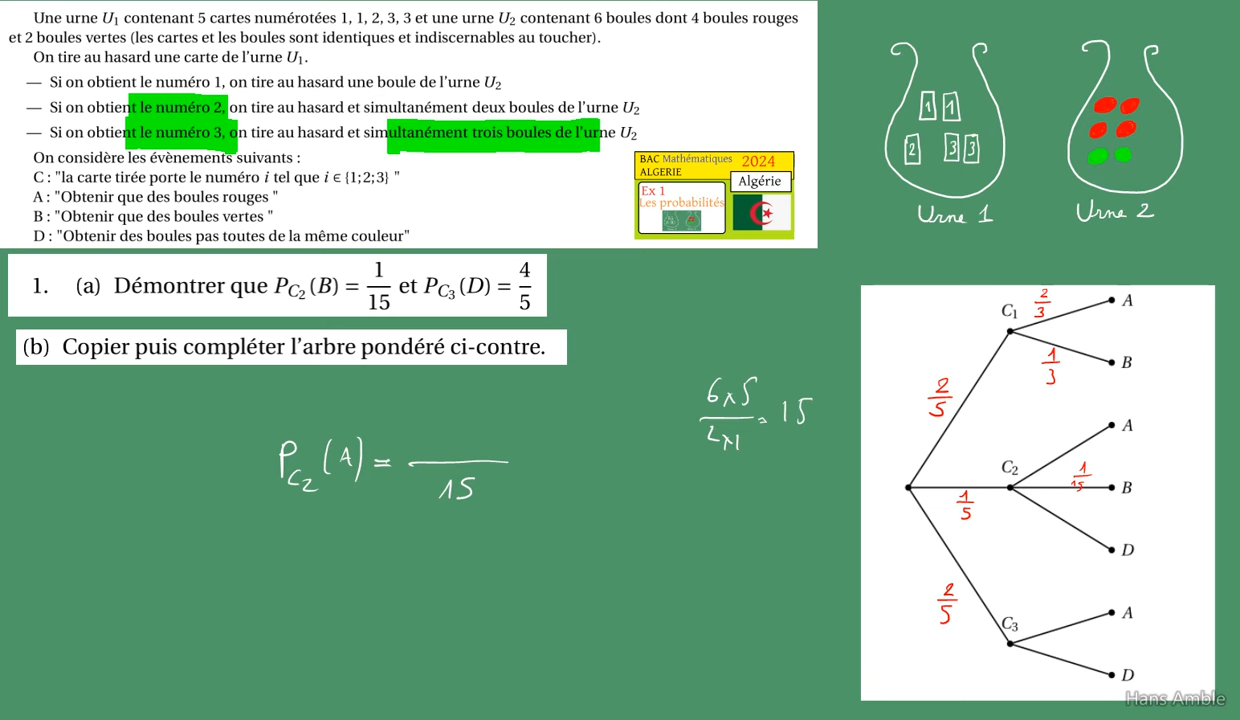 Une urne U₁ contenant 5 cartes numérotées 1, 1, 2, 3, 3 et une urne U₂ contenant 6 boules dont 4 boules rouges
et 2 boules vertes (les cartes et les boules sont identiques et indiscernables au toucher).
On tire au hasard une carte de l'urne U₁.
— Si on obtient le numéro 1, on tire au hasard une boule de l'urne U₂
— Si on obtient le numéro 2, on tire au hasard et simultanément deux boules de l'urne U₂
— Si on obtient le numéro 3, on tire au hasard et simultanément trois boules de l'urne U₂
On considère les évènements suivants :
C : "la carte tirée porte le numéro i tel que i ∈ {1;2;3} "
A : "Obtenir que des boules rouges "
B : "Obtenir que des boules vertes "
D : "Obtenir des boules pas toutes de la même couleur"
BAC Mathématiques 2024
ALGERIE
Algérie
Ex 1
Les probabilités
1 1
2 3 3
Urne 1
Urne 2
1. (a) Démontrer que P_C₂(B) = 1/15 et P_C₃(D) = 4/5
(b) Copier puis compléter l'arbre pondéré ci-contre.
P_C₂(A) = —/15
6×5/2×1 = 15
C₁ 2/3 A
1/3 B
2/5
A
C₂ 1/15 B
1/5
D
2/5
C₃ A
D
Hans Amble